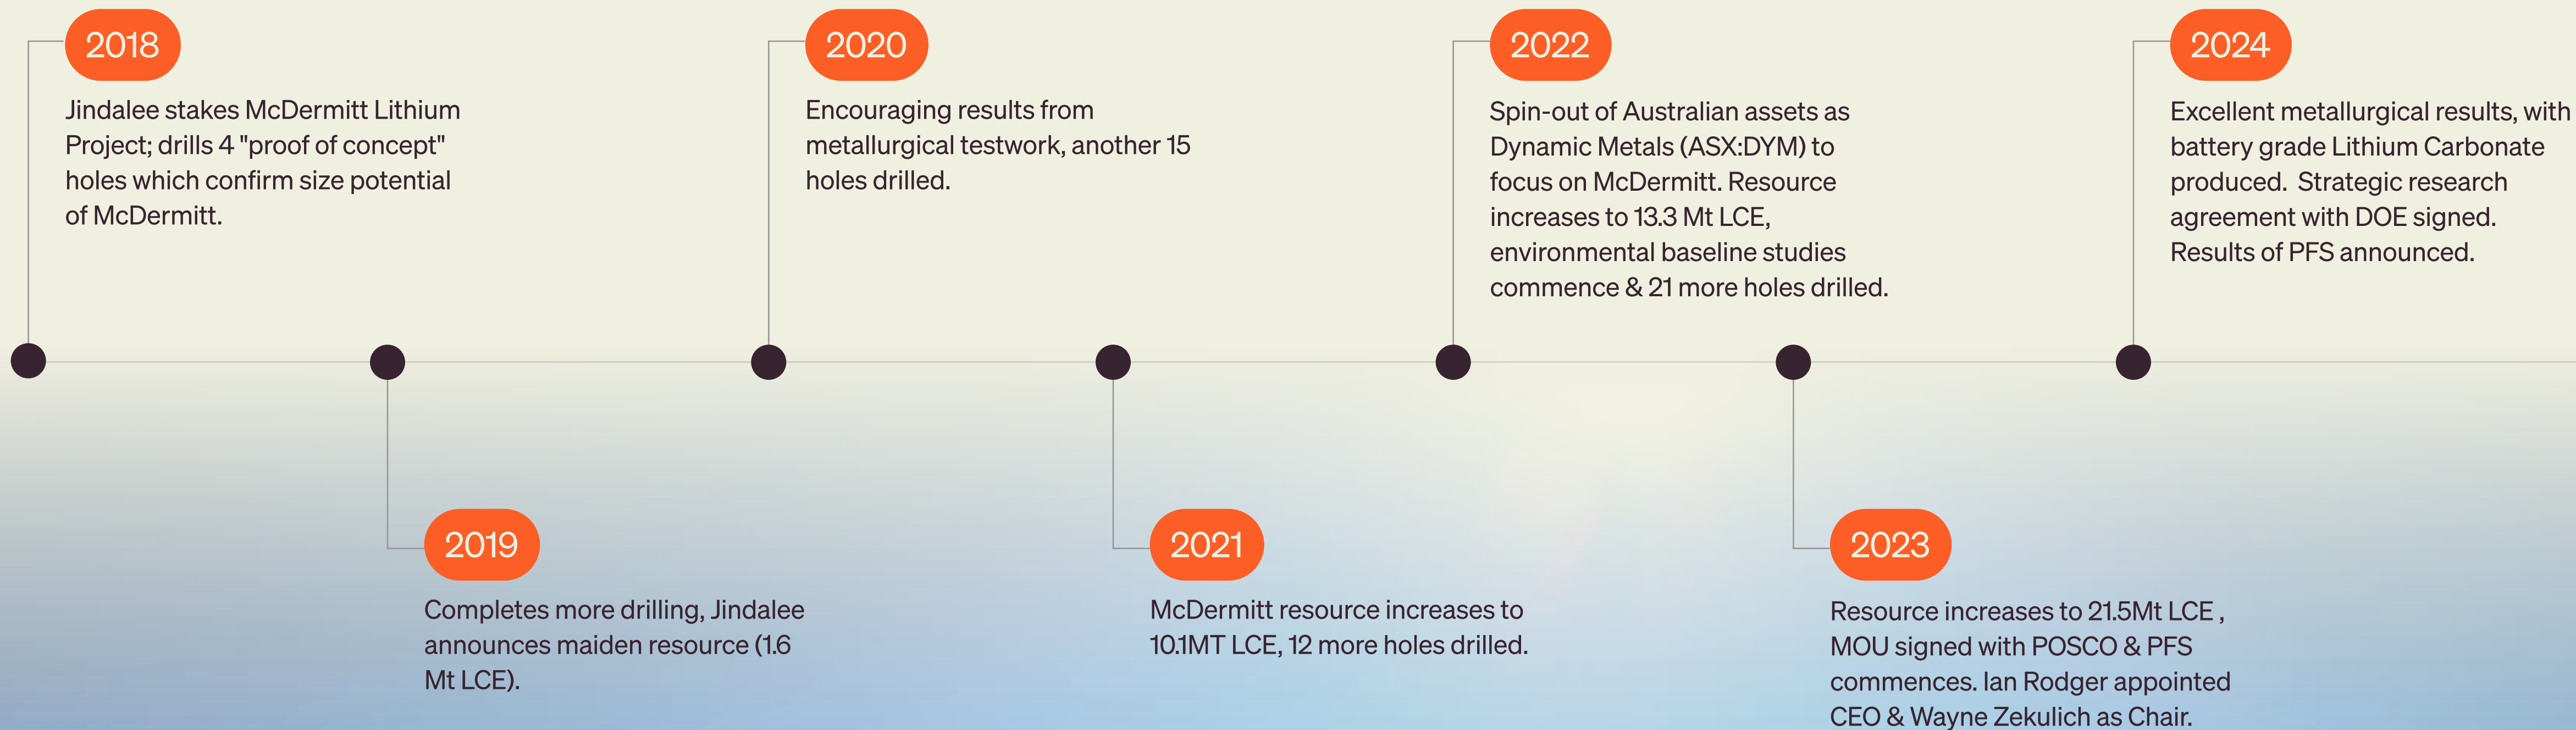 2018
Jindalee stakes McDermitt Lithium
Project; drills 4 "proof of concept"
holes which confirm size potential
of McDermitt.
2019
Completes more drilling, Jindalee
announces maiden resource (1.6
Mt LCE).
2020
Encouraging results from
metallurgical testwork, another 15
holes drilled.
2021
McDermitt resource increases to
10.1MT LCE, 12 more holes drilled.
2022
Spin-out of Australian assets as
Dynamic Metals (ASX:DYM) to
focus on McDermitt. Resource
increases to 13.3 Mt LCE,
environmental baseline studies
commence & 21 more holes drilled.
2023
Resource increases to 21.5Mt LCE ,
MOU signed with POSCO & PFS
commences. Ian Rodger appointed
CEO & Wayne Zekulich as Chair.
2024
Excellent metallurgical results, with
battery grade Lithium Carbonate
produced.  Strategic research
agreement with DOE signed.
Results of PFS announced.